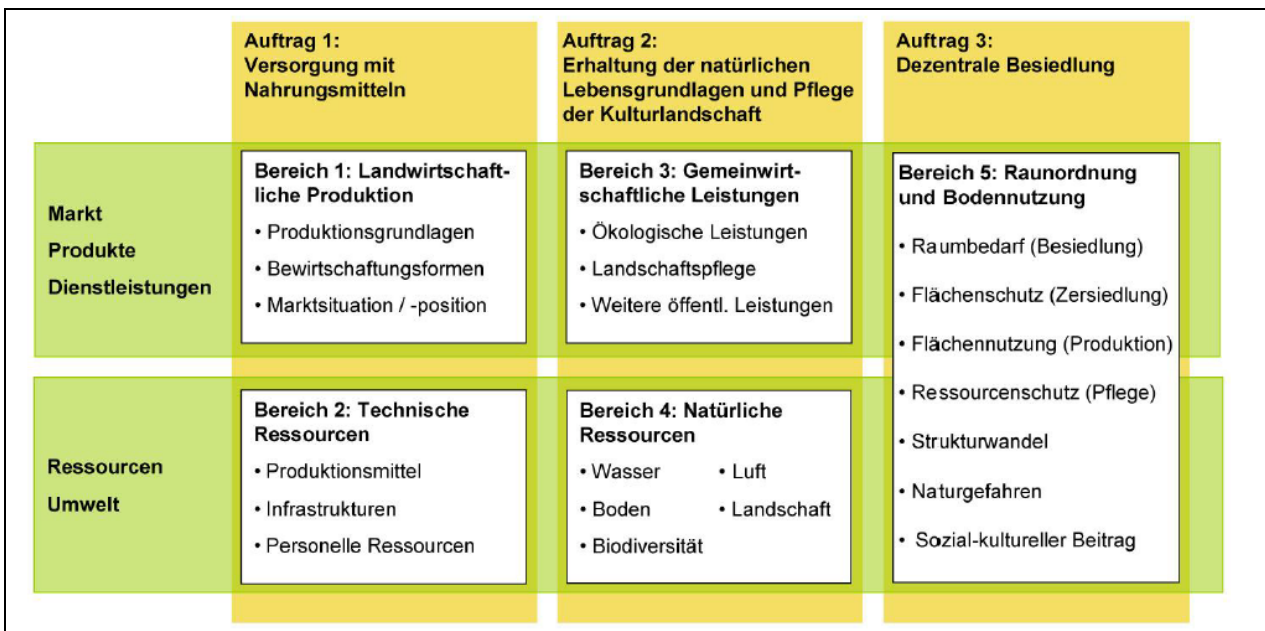 Auftrag 1:
Versorgung mit
Nahrungsmitteln
Auftrag 2:
Erhaltung der natürlichen
Lebensgrundlagen und Pflege
der Kulturlandschaft
Auftrag 3:
Dezentrale Besiedlung
Markt
Produkte
Dienstleistungen
Bereich 1: Landwirtschaft-
liche Produktion
• Produktionsgrundlagen
• Bewirtschaftungsformen
• Marktsituation / -position
Bereich 3: Gemeinwirt-
schaftliche Leistungen
• Ökologische Leistungen
• Landschaftspflege
• Weitere öffentl. Leistungen
Bereich 5: Raunordnung
und Bodennutzung
• Raumbedarf (Besiedlung)
• Flächenschutz (Zersiedlung)
• Flächennutzung (Produktion)
• Ressourcenschutz (Pflege)
• Strukturwandel
• Naturgefahren
• Sozial-kultureller Beitrag
Ressourcen
Umwelt
Bereich 2: Technische
Ressourcen
• Produktionsmittel
• Infrastrukturen
• Personelle Ressourcen
Bereich 4: Natürliche
Ressourcen
• Wasser • Luft
• Boden • Landschaft
• Biodiversität